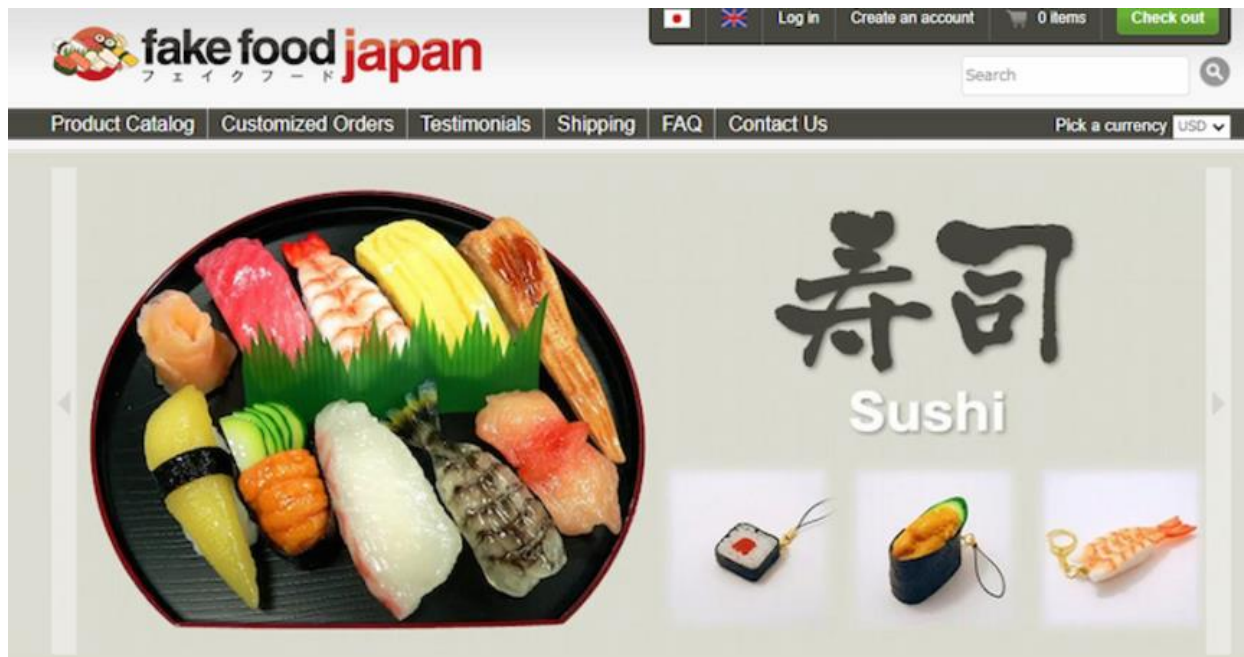 Log in Create an account 0 items Check out
fake food japan
フェイクフード
Search
Product Catalog Customized Orders Testimonials Shipping FAQ Contact Us Pick a currency USD
寿司
Sushi